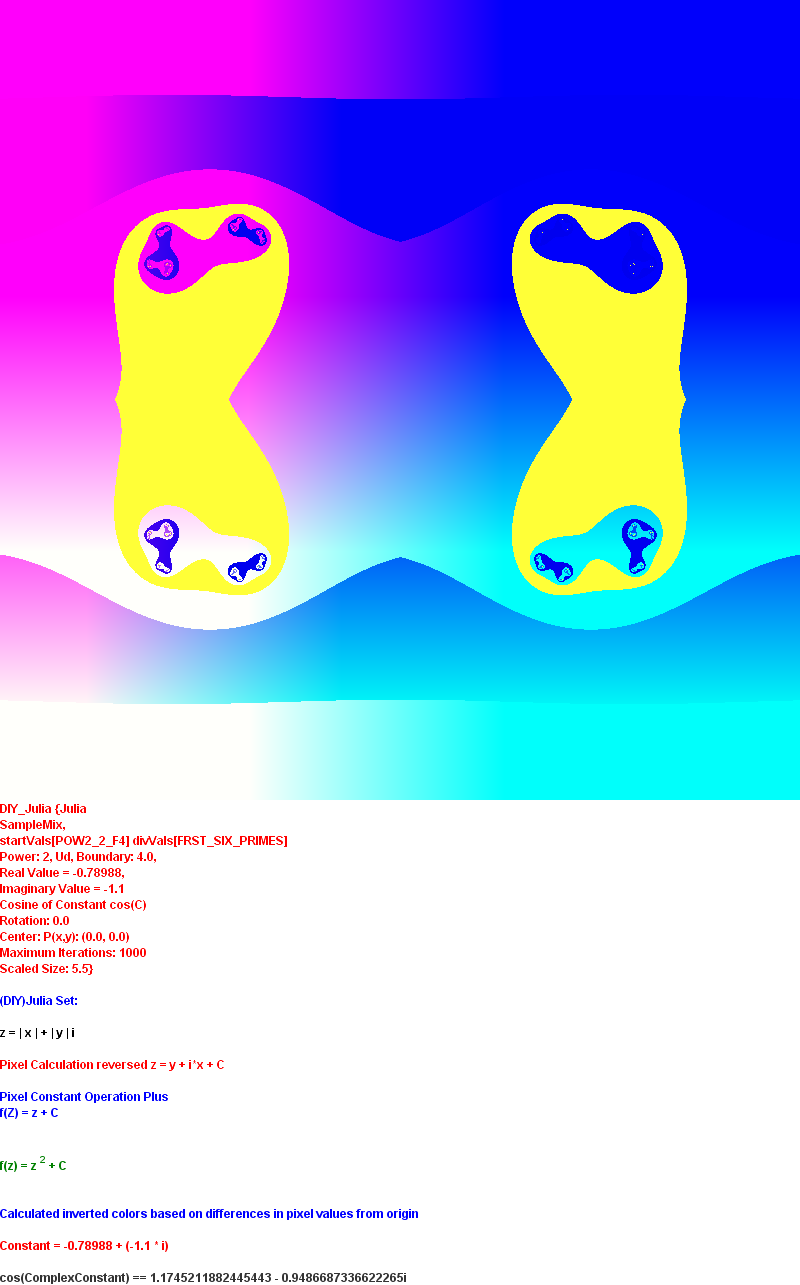 DIY_Julia {Julia
SampleMix,
startVals[POW2_2_F4] divVals[FRST_SIX_PRIMES]
Power: 2, Ud, Boundary: 4.0,
Real Value = -0.78988,
Imaginary Value = -1.1
Cosine of Constant cos(C)
Rotation: 0.0
Center: P(x,y): (0.0, 0.0)
Maximum Iterations: 1000
Scaled Size: 5.5}
(DIY)Julia Set:
z = | x | + | y | i
Pixel Calculation reversed z = y + i*x + C
Pixel Constant Operation Plus
f(Z) = z + C
f(z) = z 2 + C
Calculated inverted colors based on differences in pixel values from origin
Constant = -0.78988 + (-1.1 * i)
cos(ComplexConstant) == 1.1745211882445443 - 0.9486687336622265i